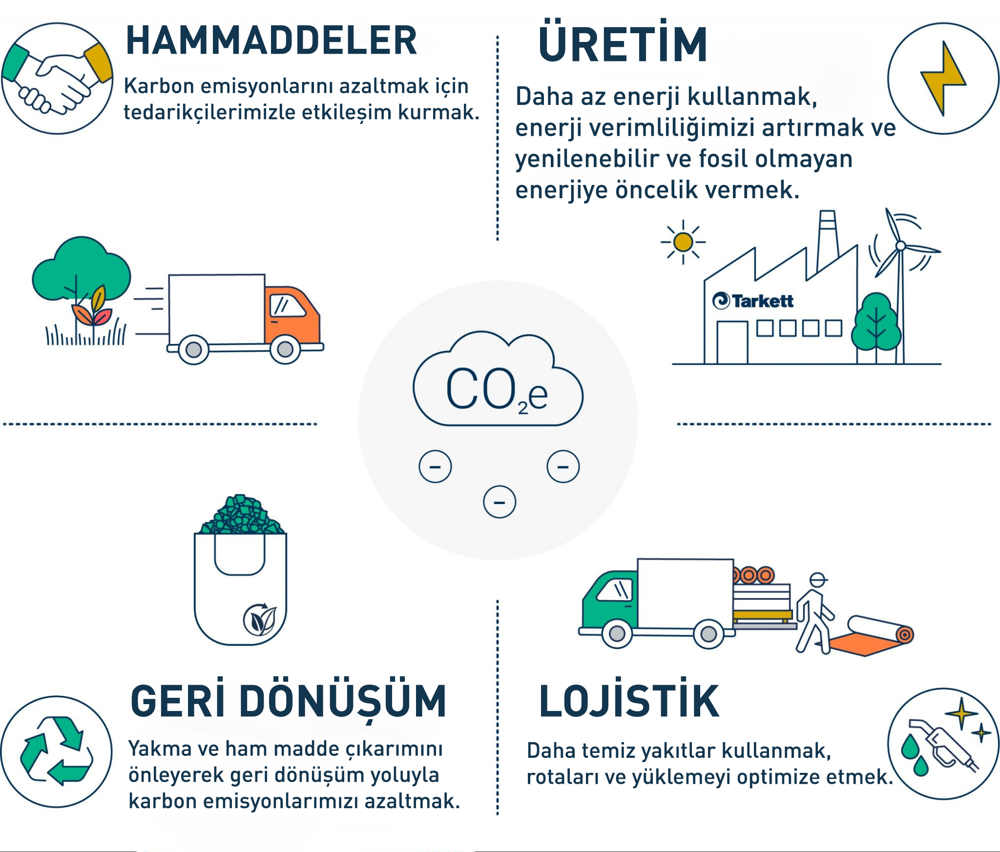 HAMMADDELER
Karbon emisyonlarını azaltmak için
tedarikçilerimizle etkileşim kurmak.
ÜRETİM
Daha az enerji kullanmak,
enerji verimliliğimizi artırmak ve
yenilenebilir ve fosil olmayan
enerjiye öncelik vermek.
Tarkett
CO₂e
GERİ DÖNÜŞÜM
Yakma ve ham madde çıkarımını
önleyerek geri dönüşüm yoluyla
karbon emisyonlarımızı azaltmak.
LOJİSTİK
Daha temiz yakıtlar kullanmak,
rotaları ve yüklemeyi optimize etmek.